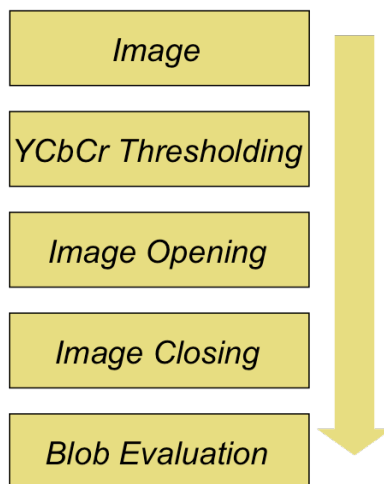 Image
YCbCr Thresholding
Image Opening
Image Closing
Blob Evaluation